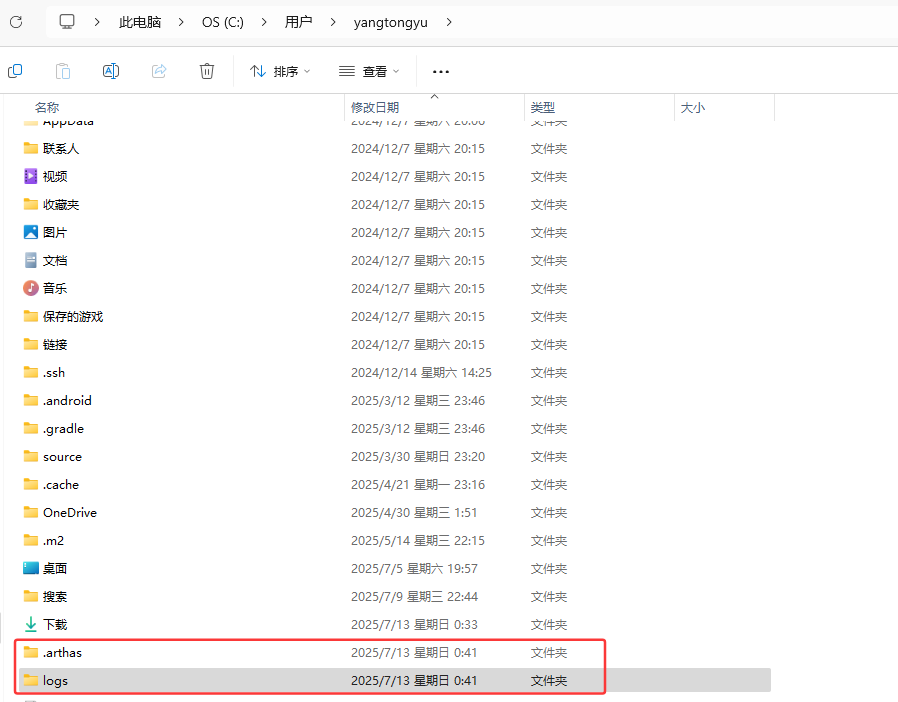 此电脑 > OS (C:) > 用户 > yangtongyu >
排序 查看
名称 修改日期 类型 大小
AppData 2024/12/7 星期六 20:06 文件夹
联系人 2024/12/7 星期六 20:15 文件夹
视频 2024/12/7 星期六 20:15 文件夹
收藏夹 2024/12/7 星期六 20:15 文件夹
图片 2024/12/7 星期六 20:15 文件夹
文档 2024/12/7 星期六 20:15 文件夹
音乐 2024/12/7 星期六 20:15 文件夹
保存的游戏 2024/12/7 星期六 20:15 文件夹
链接 2024/12/7 星期六 20:15 文件夹
.ssh 2024/12/14 星期六 14:25 文件夹
.android 2025/3/12 星期三 23:46 文件夹
.gradle 2025/3/12 星期三 23:46 文件夹
source 2025/3/30 星期日 23:20 文件夹
.cache 2025/4/21 星期一 23:16 文件夹
OneDrive 2025/4/30 星期三 1:51 文件夹
.m2 2025/5/14 星期三 22:15 文件夹
桌面 2025/7/5 星期六 19:57 文件夹
搜索 2025/7/9 星期三 22:44 文件夹
下载 2025/7/13 星期日 0:33 文件夹
.arthas 2025/7/13 星期日 0:41 文件夹
logs 2025/7/13 星期日 0:41 文件夹